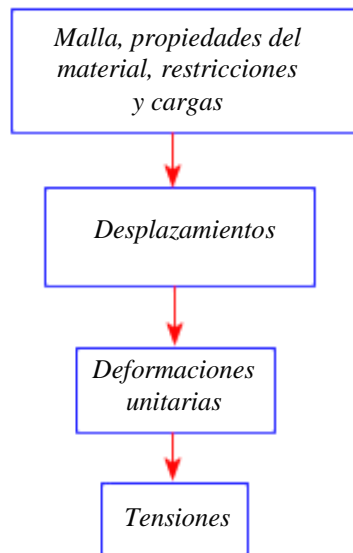 Malla, propiedades del
material, restricciones
y cargas
Desplazamientos
Deformaciones
unitarias
Tensiones